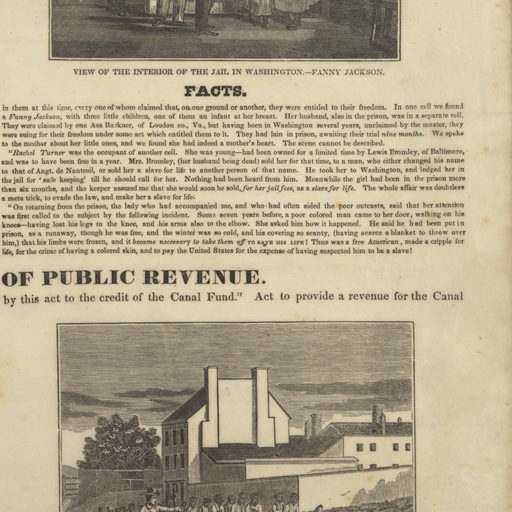 VIEW OF THE INTERIOR OF THE JAIL IN WASHINGTON.—FANNY JACKSON.
FACTS.
in them at this time, every one of whom claimed that, on one ground or another, they were entitled to their freedom. In one cell we found
a Fanny Jackson, with three little children, one of them an infant at her breast. Her husband, also in the prison, was in a separate cell.
They were claimed by one Ann Buckner, of Loudon co., Va., but having been in Washington several years, unclaimed by the master, they
were suing for their freedom under some act which entitled them to it. They had lain in prison, awaiting their trial nine months. We spoke
to the mother about her little ones, and we found she had indeed a mother's heart. The scene cannot be described.
"Rachel Turner was the occupant of another cell. She was young—had been owned for a limited time by Lewis Bromley, of Baltimore,
and was to have been free in a year. Mrs. Bromley, (her husband being dead) sold her for that time, to a man, who either changed his name
to that of Angt. de Nanteuil, or sold her a slave for life to another person of that name. He took her to Washington, and lodged her in
the jail for 'safe keeping' till he should call for her. Nothing had been heard from him. Meanwhile the girl had been in the prison more
than six months, and the keeper assured me that she would soon be sold, for her jail fees, as a slave for life. The whole affair was doubtless
a mere trick, to evade the law, and make her a slave for life.
"On returning from the prison, the lady who had accompanied me, and who had often aided the poor outcasts, said that her attention
was first called to the subject by the following incident. Some seven years before, a poor colored man came to her door, walking on his
knees—having lost his legs to the knee, and his arms also to the elbow. She asked him how it happened. He said he had been put in
prison, as a runaway, though he was free, and the winter was so cold, and his covering so scanty, (having scarce a blanket to throw over
him,) that his limbs were frozen, and it became necessary to take them off TO SAVE HIS LIFE! Thus was a free American, made a cripple for
life, for the crime of having a colored skin, and to pay the United States for the expense of having suspected him to be a slave!
OF PUBLIC REVENUE.
by this act to the credit of the Canal Fund." Act to provide a revenue for the Canal